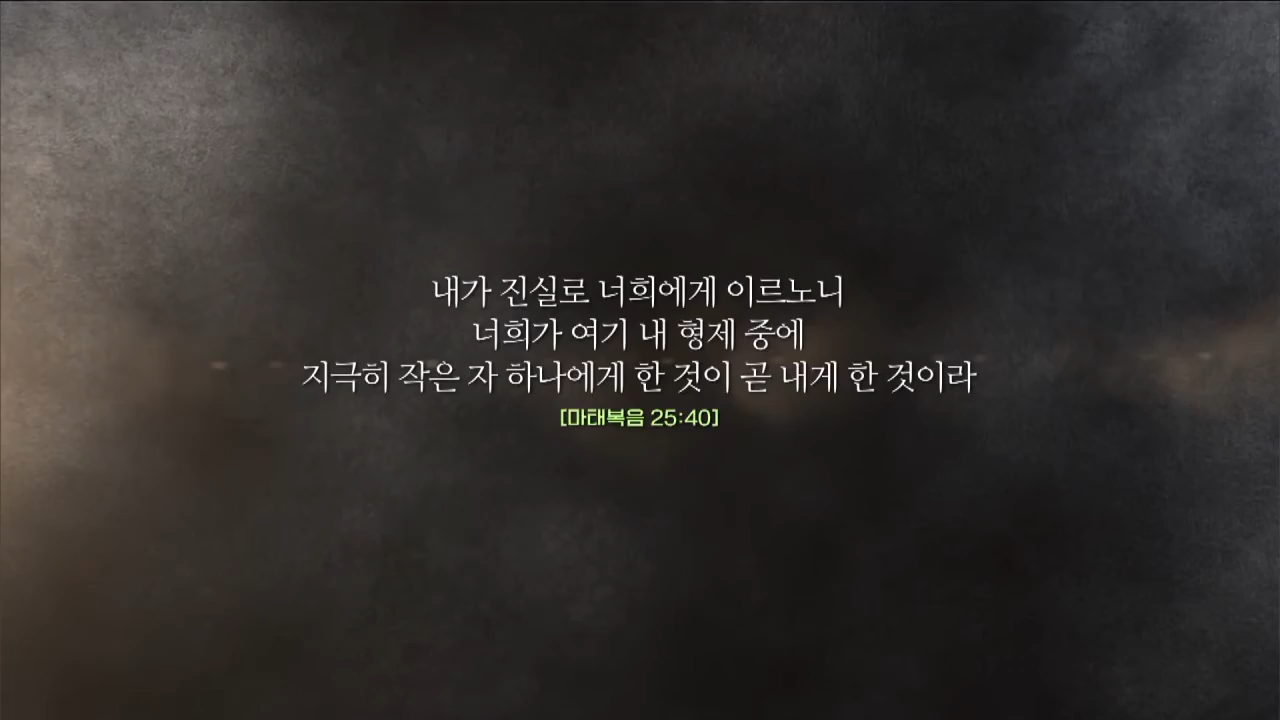 내가 진실로 너희에게 이르노니
너희가 여기 내 형제 중에
지극히 작은 자 하나에게 한 것이 곧 내게 한 것이라
[마태복음 25:40]